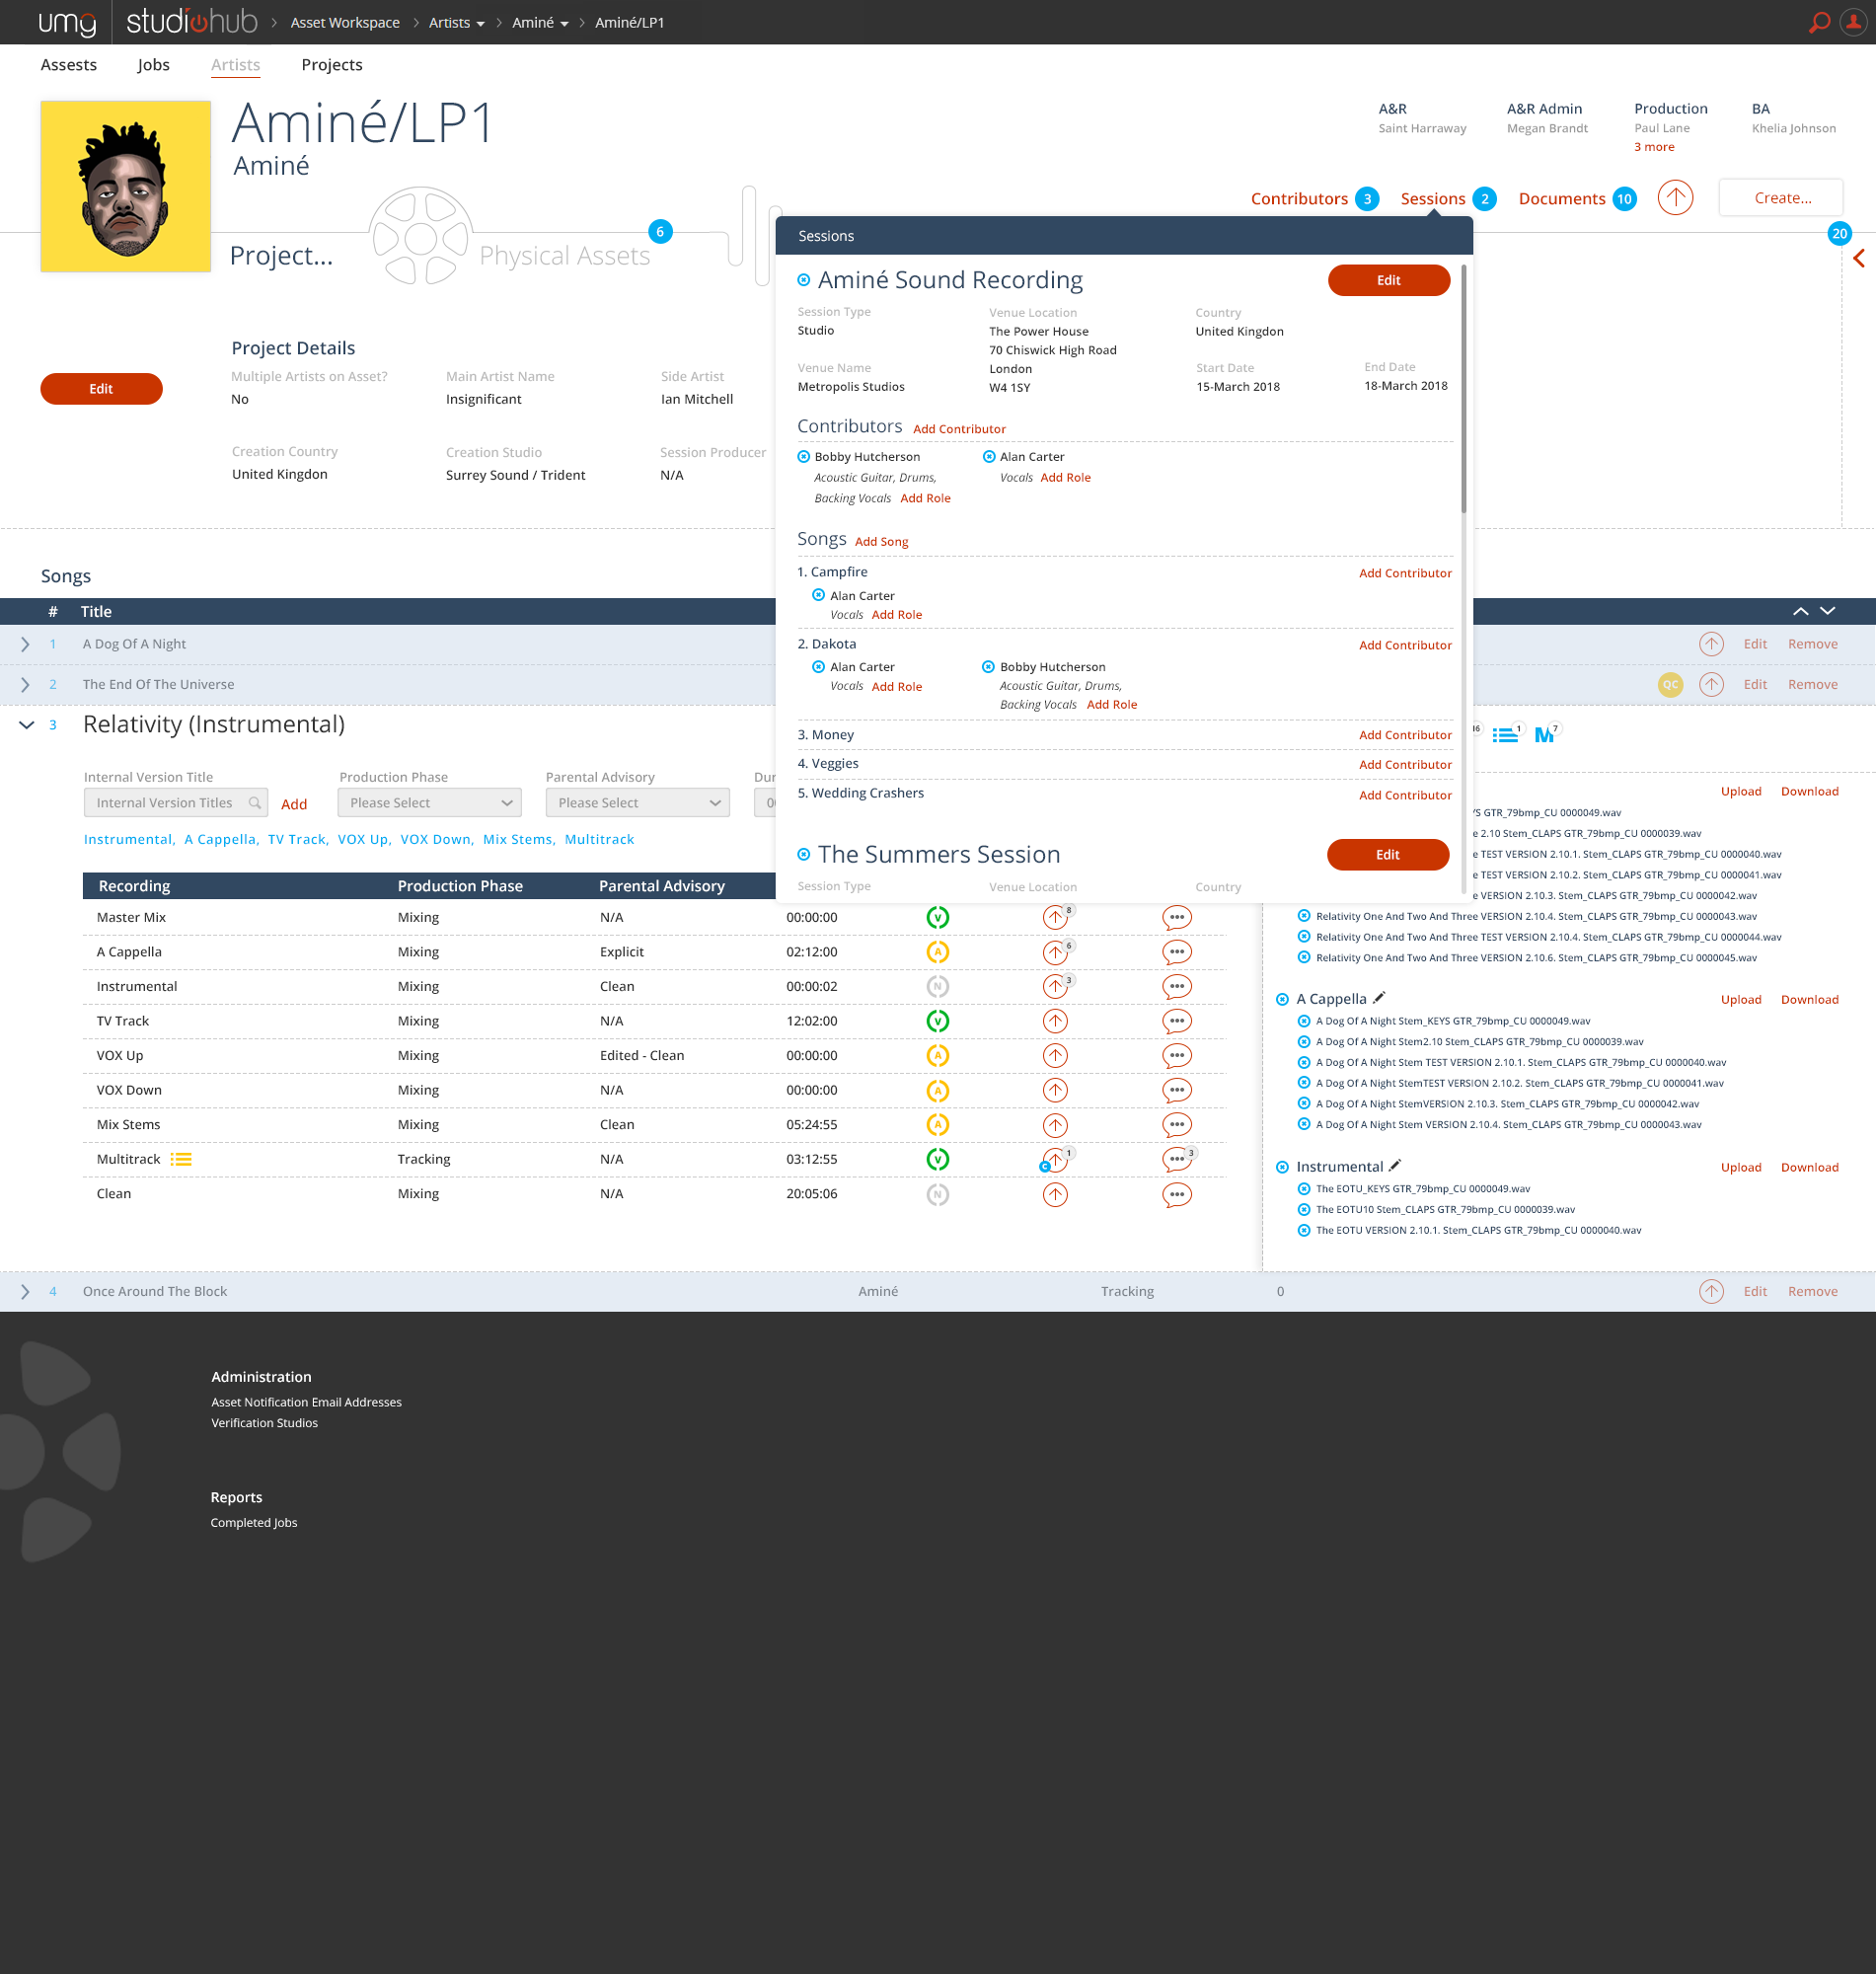 umg studiohub > Asset Workspace > Artists > Aminé > Aminé/LP1
Assests Jobs Artists Projects
Aminé/LP1
Aminé
A&R A&R Admin Production BA
Saint Harraway Megan Brandt Paul Lane Khelia Johnson
3 more
Contributors 3 Sessions 2 Documents 10 Create...
Project... Physical Assets 6
20
Edit
Project Details
Multiple Artists on Asset? Main Artist Name Side Artist
No Insignificant Ian Mitchell
Creation Country Creation Studio Session Producer
United Kingdon Surrey Sound / Trident N/A
Sessions
Aminé Sound Recording Edit
Session Type Venue Location Country
Studio The Power House United Kingdon
70 Chiswick High Road
Venue Name London Start Date End Date
Metropolis Studios W4 1SY 15-March 2018 18-March 2018
Contributors Add Contributor
Bobby Hutcherson Alan Carter
Acoustic Guitar, Drums, Vocals Add Role
Backing Vocals Add Role
Songs Add Song
1. Campfire Add Contributor
Alan Carter
Vocals Add Role
2. Dakota Add Contributor
Alan Carter Bobby Hutcherson
Vocals Add Role Acoustic Guitar, Drums,
Backing Vocals Add Role
3. Money Add Contributor
4. Veggies Add Contributor
5. Wedding Crashers Add Contributor
The Summers Session Edit
Session Type Venue Location Country
Songs
# Title
1 A Dog Of A Night Edit Remove
2 The End Of The Universe QC Edit Remove
3 Relativity (Instrumental) 16 1 M 7
Internal Version Title Production Phase Parental Advisory Dur
Internal Version Titles Add Please Select Please Select 0
Instrumental, A Cappella, TV Track, VOX Up, VOX Down, Mix Stems, Multitrack
Recording Production Phase Parental Advisory
Master Mix Mixing N/A 00:00:00 V 8
A Cappella Mixing Explicit 02:12:00 A 6
Instrumental Mixing Clean 00:00:02 N 3
TV Track Mixing N/A 12:02:00 V
VOX Up Mixing Edited - Clean 00:00:00 A
VOX Down Mixing N/A 00:00:00 A
Mix Stems Mixing Clean 05:24:55 A
Multitrack Tracking N/A 03:12:55 V C 1 3
Clean Mixing N/A 20:05:06 N
Upload Download
YS GTR_79bmp_CU 0000049.wav
e 2.10 Stem_CLAPS GTR_79bmp_CU 0000039.wav
e TEST VERSION 2.10.1. Stem_CLAPS GTR_79bmp_CU 0000040.wav
e TEST VERSION 2.10.2. Stem_CLAPS GTR_79bmp_CU 0000041.wav
e VERSION 2.10.3. Stem_CLAPS GTR_79bmp_CU 0000042.wav
Relativity One And Two And Three VERSION 2.10.4. Stem_CLAPS GTR_79bmp_CU 0000043.wav
Relativity One And Two And Three TEST VERSION 2.10.4. Stem_CLAPS GTR_79bmp_CU 0000044.wav
Relativity One And Two And Three VERSION 2.10.6. Stem_CLAPS GTR_79bmp_CU 0000045.wav
A Cappella Upload Download
A Dog Of A Night Stem_KEYS GTR_79bmp_CU 0000049.wav
A Dog Of A Night Stem2.10 Stem_CLAPS GTR_79bmp_CU 0000039.wav
A Dog Of A Night Stem TEST VERSION 2.10.1. Stem_CLAPS GTR_79bmp_CU 0000040.wav
A Dog Of A Night StemTEST VERSION 2.10.2. Stem_CLAPS GTR_79bmp_CU 0000041.wav
A Dog Of A Night StemVERSION 2.10.3. Stem_CLAPS GTR_79bmp_CU 0000042.wav
A Dog Of A Night Stem VERSION 2.10.4. Stem_CLAPS GTR_79bmp_CU 0000043.wav
Instrumental Upload Download
The EOTU_KEYS GTR_79bmp_CU 0000049.wav
The EOTU10 Stem_CLAPS GTR_79bmp_CU 0000039.wav
The EOTU VERSION 2.10.1. Stem_CLAPS GTR_79bmp_CU 0000040.wav
4 Once Around The Block Aminé Tracking 0 Edit Remove
Administration
Asset Notification Email Addresses
Verification Studios
Reports
Completed Jobs